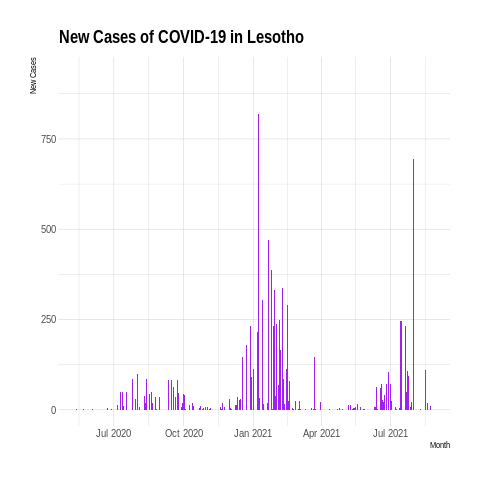 New Cases of COVID-19 in Lesotho
New Cases
750
500
250
0
Jul 2020 Oct 2020 Jan 2021 Apr 2021 Jul 2021
Month